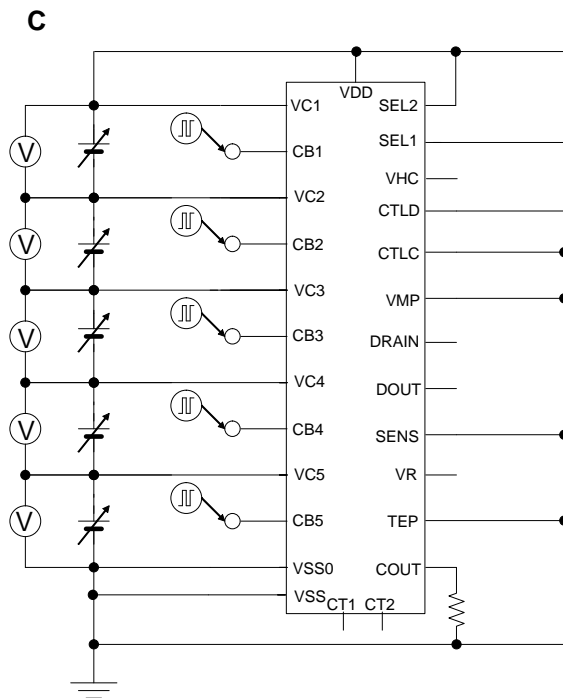 C
VDD
VC1
SEL2
CB1
SEL1
VHC
VC2
CTLD
CB2
CTLC
VC3
VMP
CB3
DRAIN
VC4
DOUT
CB4
SENS
VC5
VR
CB5
TEP
VSS0
COUT
VSS
CT1 CT2
V
V
V
V
V